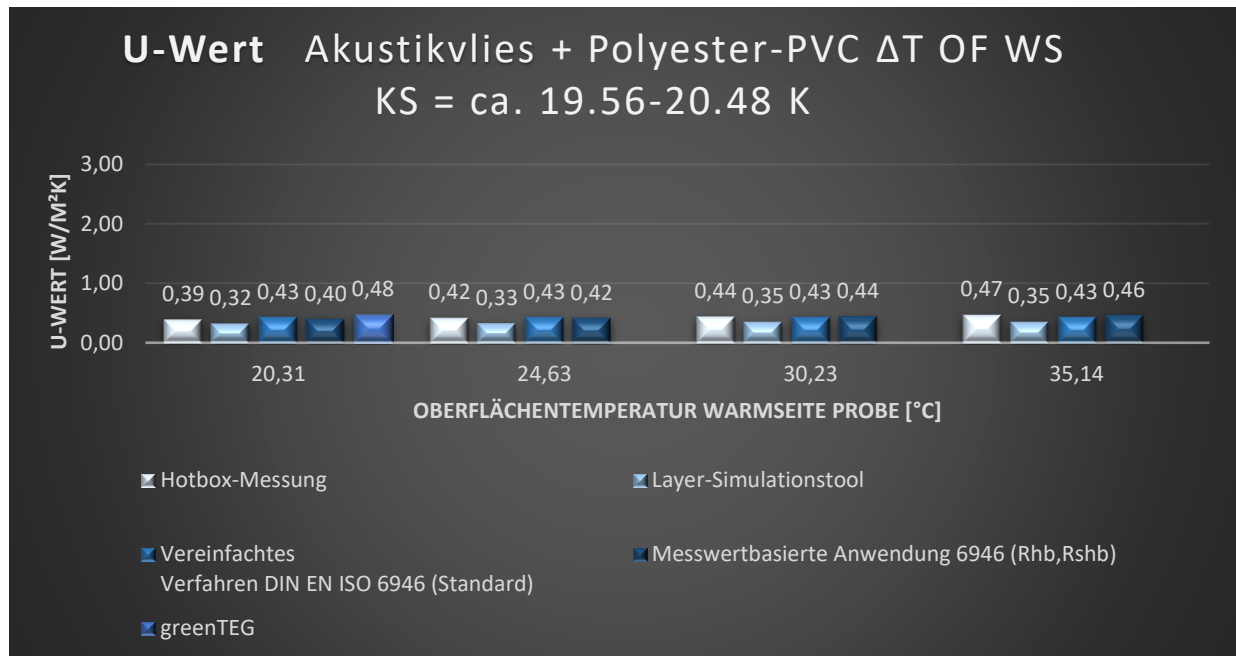 U-Wert Akustikvlies + Polyester-PVC ΔT OF WS
KS = ca. 19.56-20.48 K
U-WERT [W/M²K]
3,00
2,00
1,00
0,00
0,39 0,32 0,43 0,40 0,48 0,42 0,33 0,43 0,42 0,44 0,35 0,43 0,44 0,47 0,35 0,43 0,46
20,31 24,63 30,23 35,14
OBERFLÄCHENTEMPERATUR WARMSEITE PROBE [°C]
Hotbox-Messung Layer-Simulationstool
Vereinfachtes Messwertbasierte Anwendung 6946 (Rhb,Rshb)
Verfahren DIN EN ISO 6946 (Standard)
greenTEG